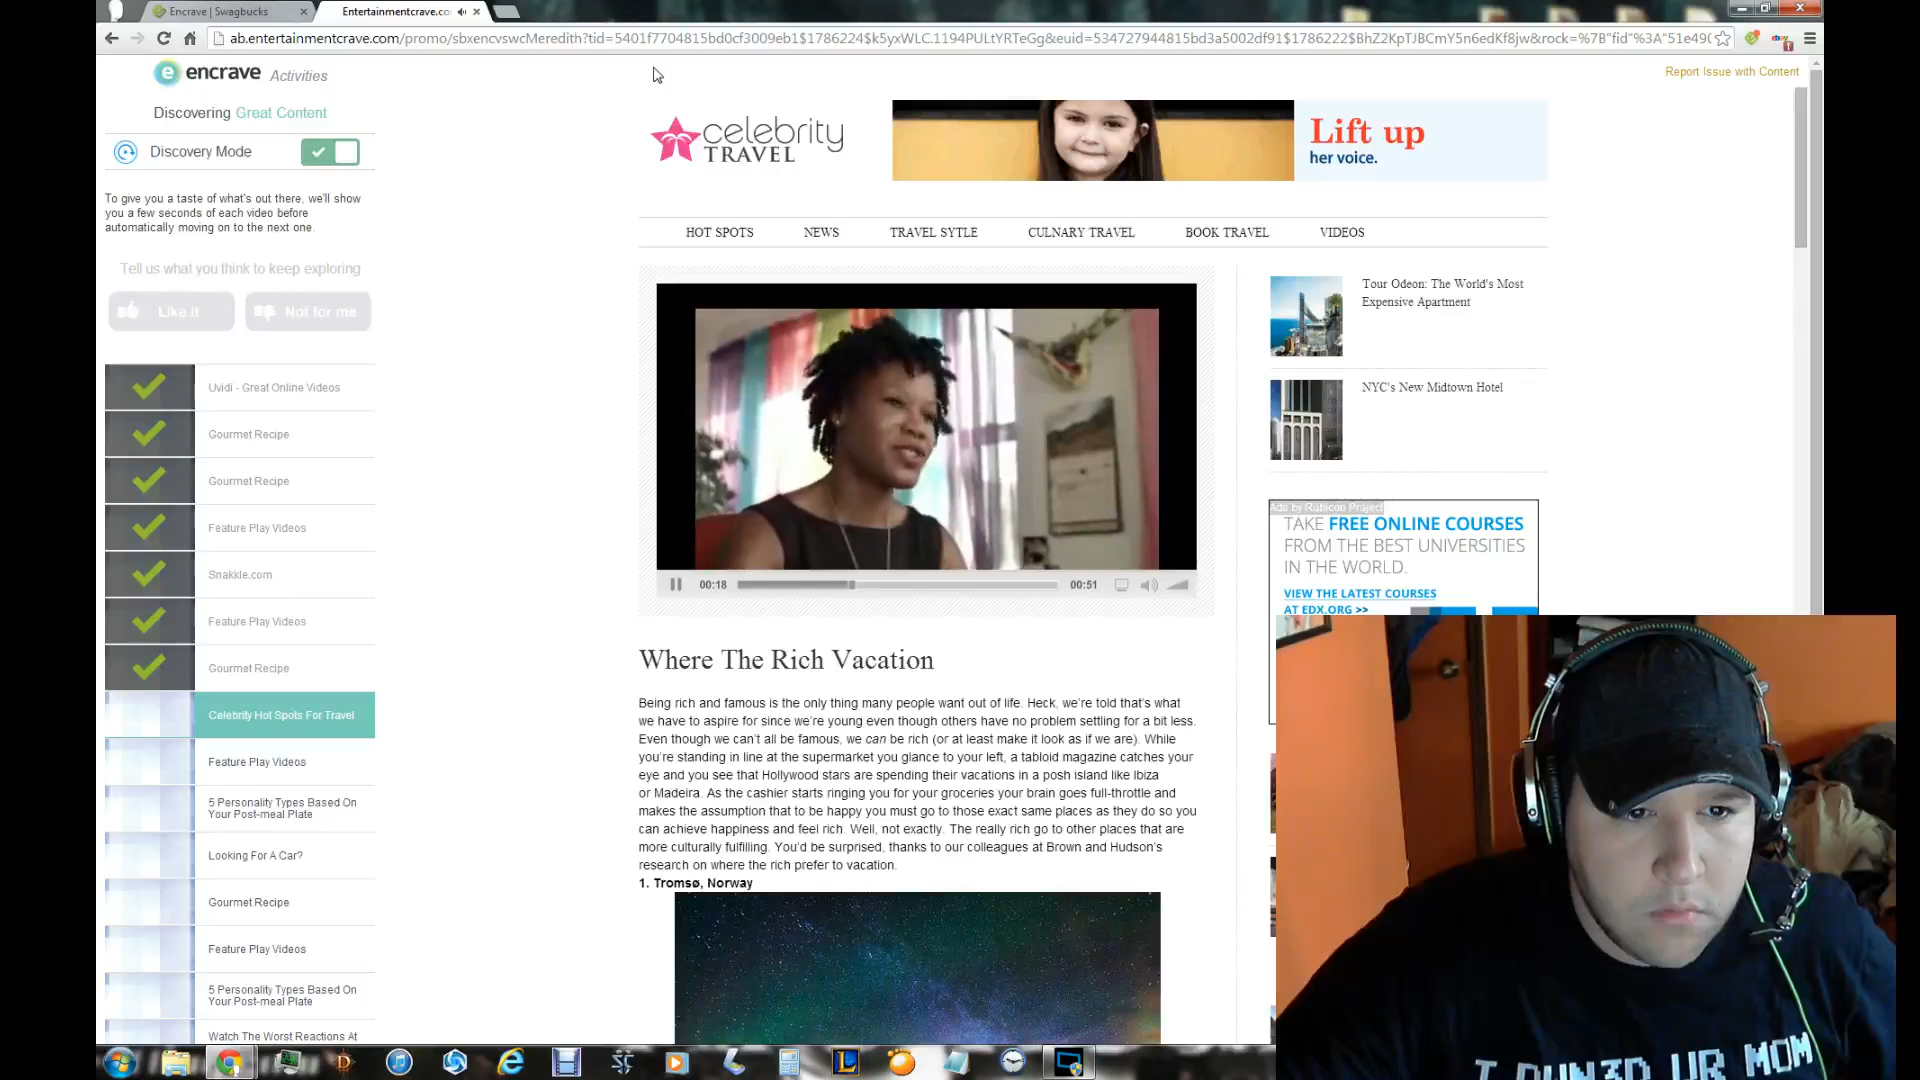 Encrave | Swagbucks
Entertainmentcrave.co
ab.entertainmentcrave.com/promo/sbxencvswcMeredith?tid=5401f7704815bd0cf3009eb1$1786224$k5yxWLC.1194PULtYRTeGg&euid=534727944815bd3a5002df91$1786222$BhZ2KpTJBCmY5n6edKf8jw&rock=%7B"fid"%3A"51e49(
encrave Activities
Report Issue with Content
Discovering Great Content
Discovery Mode
To give you a taste of what's out there, we'll show
you a few seconds of each video before
automatically moving on to the next one.
Tell us what you think to keep exploring
Like it
Not for me
Uvidi - Great Online Videos
Gourmet Recipe
Gourmet Recipe
Feature Play Videos
Snakkle.com
Feature Play Videos
Gourmet Recipe
Celebrity Hot Spots For Travel
Feature Play Videos
5 Personality Types Based On
Your Post-meal Plate
Looking For A Car?
Gourmet Recipe
Feature Play Videos
5 Personality Types Based On
Your Post-meal Plate
Watch The Worst Reactions At
celebrity
TRAVEL
Lift up
her voice.
HOT SPOTS
NEWS
TRAVEL SYTLE
CULNARY TRAVEL
BOOK TRAVEL
VIDEOS
00:18
00:51
Where The Rich Vacation
Being rich and famous is the only thing many people want out of life. Heck, we're told that's what
we have to aspire for since we're young even though others have no problem settling for a bit less.
Even though we can't all be famous, we can be rich (or at least make it look as if we are). While
you're standing in line at the supermarket you glance to your left, a tabloid magazine catches your
eye and you see that Hollywood stars are spending their vacations in a posh island like Ibiza
or Madeira. As the cashier starts ringing you for your groceries your brain goes full-throttle and
makes the assumption that to be happy you must go to those exact same places as they do so you
can achieve happiness and feel rich. Well, not exactly. The really rich go to other places that are
more culturally fulfilling. You'd be surprised, thanks to our colleagues at Brown and Hudson's
research on where the rich prefer to vacation.
1. Tromsø, Norway
Tour Odeon: The World's Most
Expensive Apartment
NYC's New Midtown Hotel
Ads by Rubicon Project
TAKE FREE ONLINE COURSES
FROM THE BEST UNIVERSITIES
IN THE WORLD.
VIEW THE LATEST COURSES
AT EDX.ORG >>
I PWN3D UR MOM